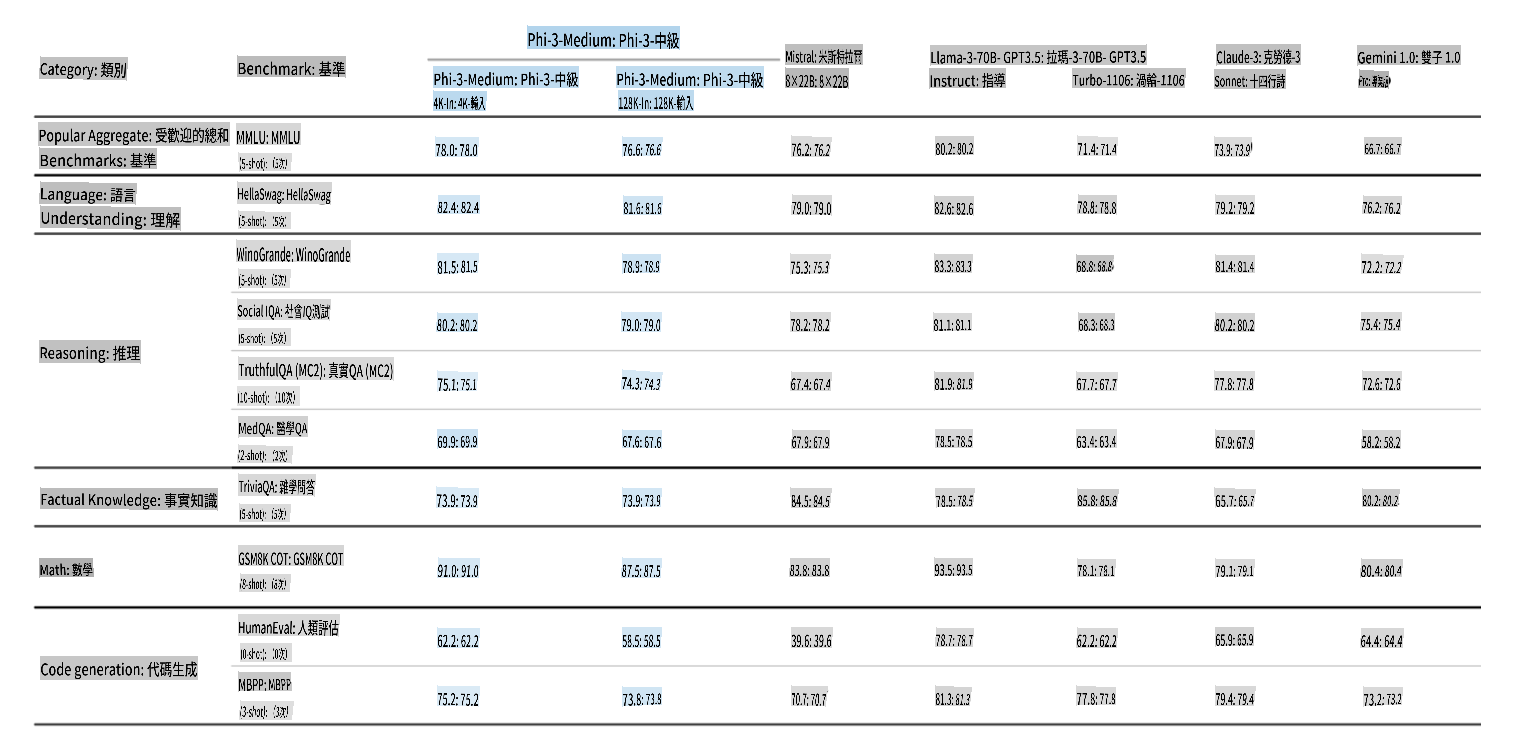 Phi-3-Medium: Phi-3-中級
Category: 類別 Benchmark: 基準 Phi-3-Medium: Phi-3-中級 Phi-3-Medium: Phi-3-中級 Mistral: 米斯特拉爾 Llama-3-70B- GPT3.5: 拉瑪-3-70B- GPT3.5 Claude-3: 克勞德-3 Gemini 1.0: 雙子 1.0
4K-In: 4K-輸入 128K-In: 128K-輸入 8×22B: 8×22B Instruct: 指導 Turbo-1106: 渦輪-1106 Sonnet: 十四行詩
Popular Aggregate: 受歡迎的總和 MMLU: MMLU
Benchmarks: 基準 (5-shot): (5次) 78.0: 78.0 76.6: 76.6 76.2: 76.2 80.2: 80.2 71.4: 71.4 73.9: 73.9 66.7: 66.7
Language: 語言 HellaSwag: HellaSwag
Understanding: 理解 (5-shot): (5次) 82.4: 82.4 81.6: 81.6 79.0: 79.0 82.6: 82.6 78.8: 78.8 79.2: 79.2 76.2: 76.2
WinoGrande: WinoGrande
(5-shot): (5次) 81.5: 81.5 78.9: 78.9 75.3: 75.3 83.3: 83.3 68.8: 68.8 81.4: 81.4 72.2: 72.2
Social IQA: 社會IQ測試
(5-shot): (5次) 80.2: 80.2 79.0: 79.0 78.2: 78.2 81.1: 81.1 68.3: 68.3 80.2: 80.2 75.4: 75.4
Reasoning: 推理
TruthfulQA (MC2): 真實QA (MC2)
(10-shot): (10次) 75.1: 75.1 74.3: 74.3 67.4: 67.4 81.9: 81.9 67.7: 67.7 77.8: 77.8 72.6: 72.6
MedQA: 醫學QA
(2-shot): (2次) 69.9: 69.9 67.6: 67.6 67.9: 67.9 78.5: 78.5 63.4: 63.4 67.9: 67.9 58.2: 58.2
Factual Knowledge: 事實知識 TriviaQA: 雜學問答
(5-shot): (5次) 73.9: 73.9 73.9: 73.9 84.5: 84.5 78.5: 78.5 85.8: 85.8 65.7: 65.7 80.2: 80.2
Math: 數學 GSM8K COT: GSM8K COT
(8-shot): (8次) 91.0: 91.0 87.5: 87.5 83.8: 83.8 93.5: 93.5 78.1: 78.1 79.1: 79.1 80.4: 80.4
HumanEval: 人類評估
(0-shot): (0次) 62.2: 62.2 58.5: 58.5 39.6: 39.6 78.7: 78.7 62.2: 62.2 65.9: 65.9 64.4: 64.4
Code generation: 代碼生成
MBPP: MBPP
(3-shot): (3次) 75.2: 75.2 73.8: 73.8 70.7: 70.7 81.3: 81.3 77.8: 77.8 79.4: 79.4 73.2: 73.2